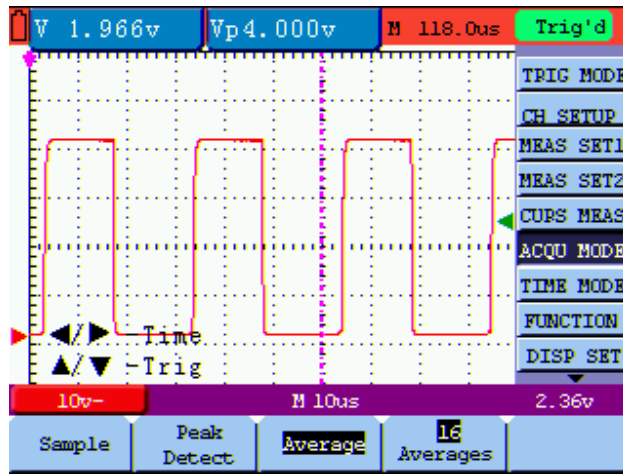 V 1.966v Vp4.000v M 118.0us Trig'd
TRIG MODE
CH SETUP
MEAS SET1
MEAS SET2
CUPS MEAS
ACQU MODE
TIME MODE
FUNCTION
DISP SET
◀/▶ -Time
▲/▼ -Trig
10v- M 10us 2.36v
Sample Peak Detect Average 16 Averages